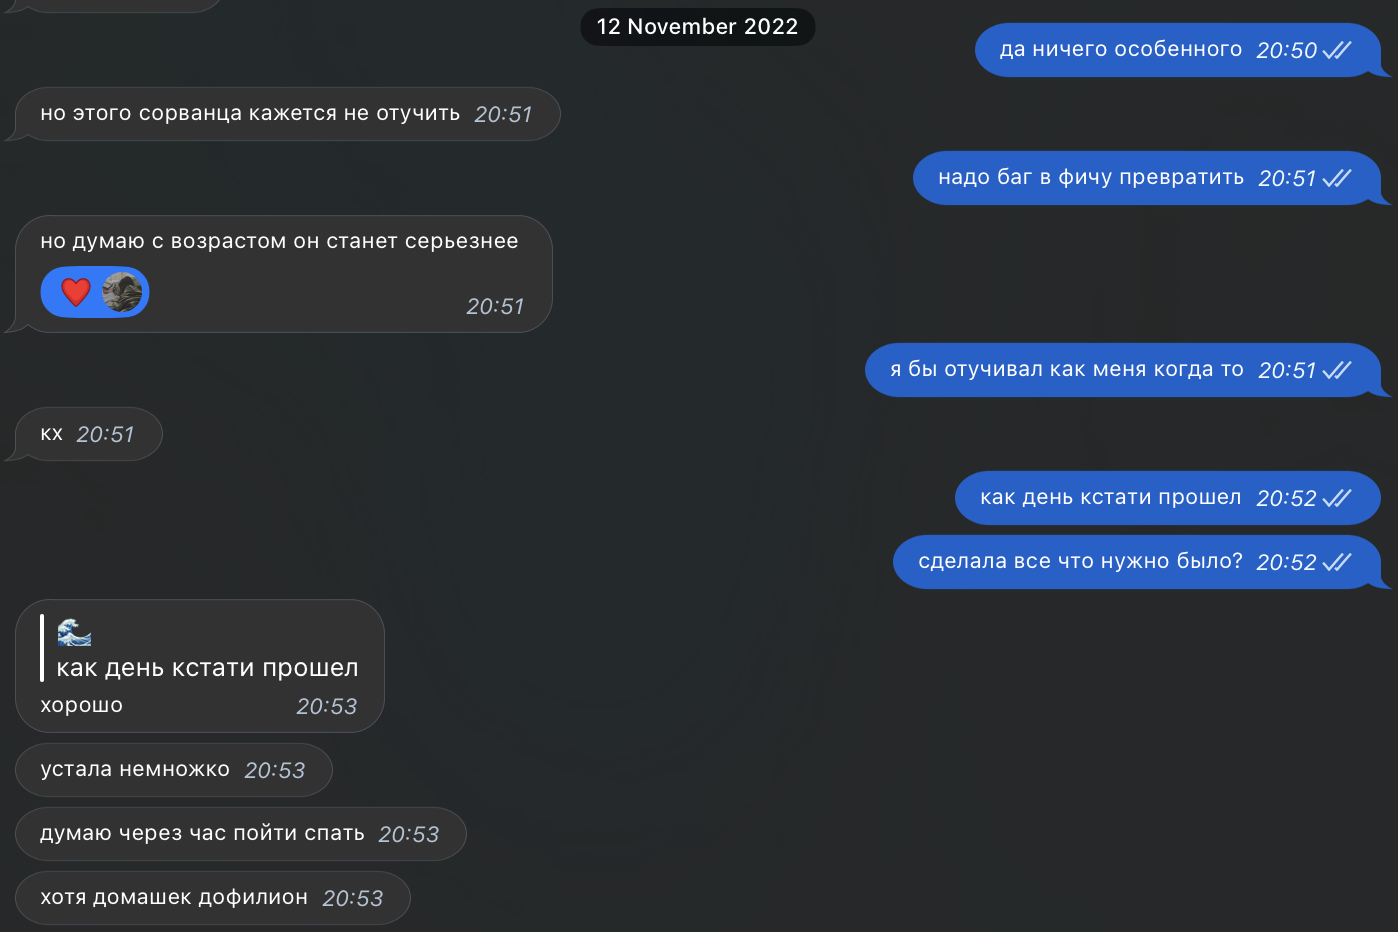 12 November 2022
да ничего особенного 20:50
но этого сорванца кажется не отучить 20:51
надо баг в фичу превратить 20:51
но думаю с возрастом он станет серьезнее
20:51
я бы отучивал как меня когда то 20:51
кх 20:51
как день кстати прошел 20:52
сделала все что нужно было? 20:52
как день кстати прошел
хорошо 20:53
устала немножко 20:53
думаю через час пойти спать 20:53
хотя домашек дофилион 20:53